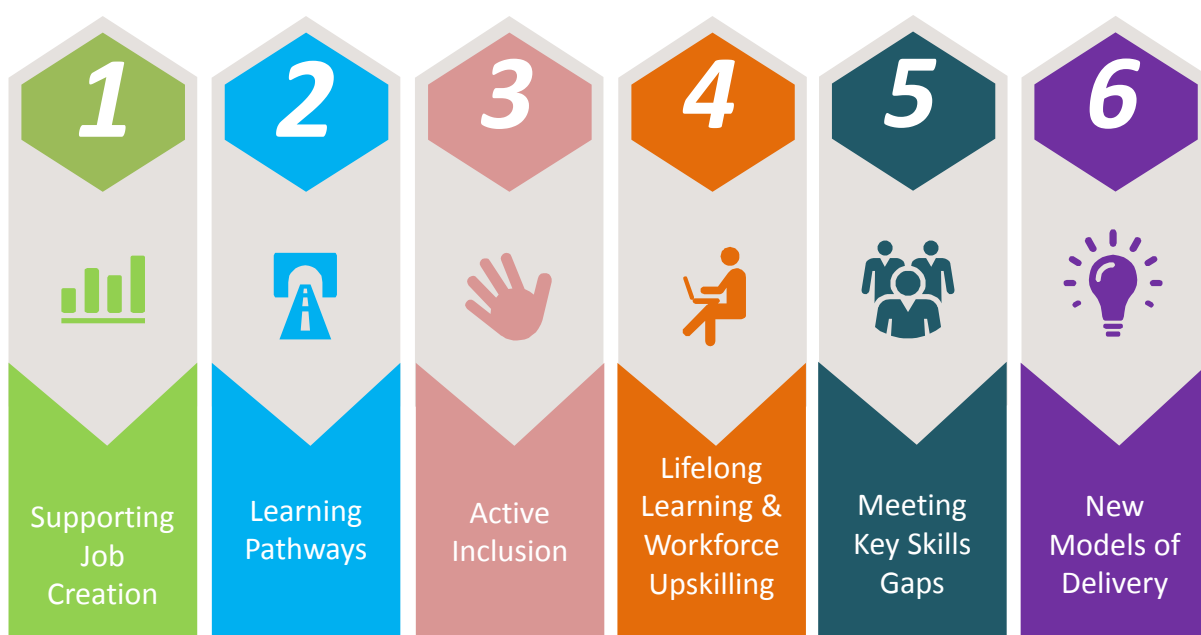 1
2
3
4
5
6
Supporting
Job
Creation
Learning
Pathways
Active
Inclusion
Lifelong
Learning &
Workforce
Upskilling
Meeting
Key Skills
Gaps
New
Models of
Delivery